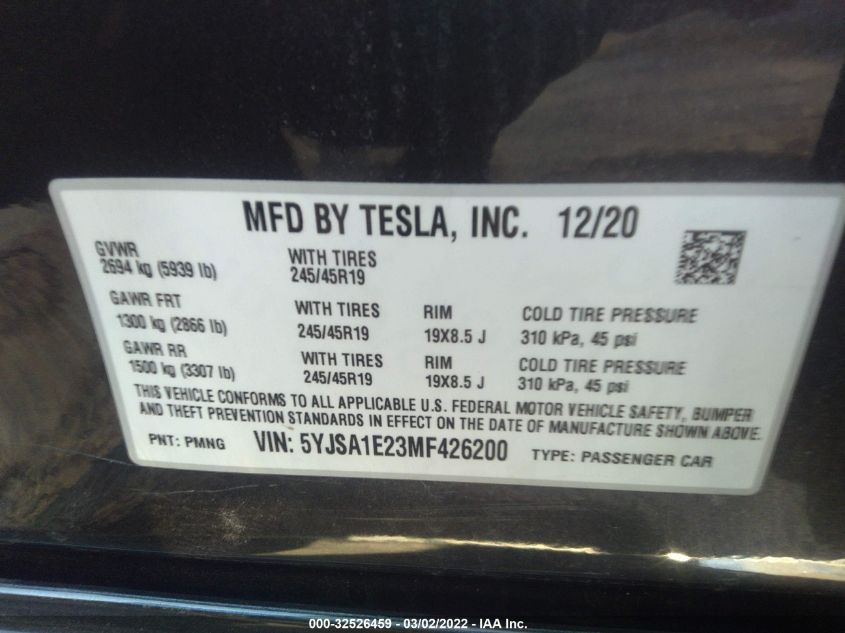 MFD BY TESLA, INC. 12/20
GVWR
2694 kg (5939 lb)
WITH TIRES
245/45R19
GAWR FRT
1300 kg (2866 lb)
WITH TIRES
245/45R19
RIM
19X8.5 J
COLD TIRE PRESSURE
310 kPa, 45 psi
GAWR RR
1500 kg (3307 lb)
WITH TIRES
245/45R19
RIM
19X8.5 J
COLD TIRE PRESSURE
310 kPa, 45 psi
THIS VEHICLE CONFORMS TO ALL APPLICABLE U.S. FEDERAL MOTOR VEHICLE SAFETY, BUMPER
AND THEFT PREVENTION STANDARDS IN EFFECT ON THE DATE OF MANUFACTURE SHOWN ABOVE.
PNT: PMNG VIN: 5YJSA1E23MF426200 TYPE: PASSENGER CAR
000-32526459 - 03/02/2022 - IAA Inc.